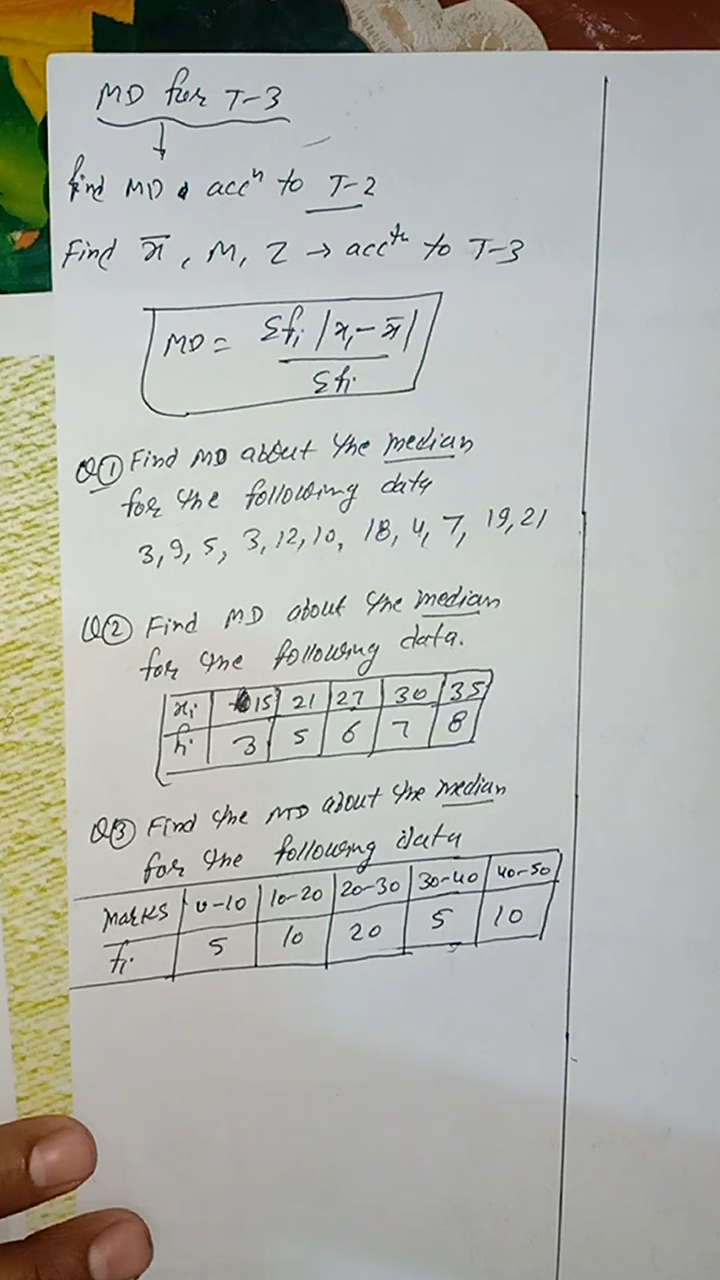 MD for T-3
find MD accⁿ to T-2
Find x̄, M, Z → accᵗʰ to T-3
MD = Σfi |xi - x̄| / Σfi
Q① Find MD about the median
for the following data
3, 9, 5, 3, 12, 10, 18, 4, 7, 19, 21
Q② Find MD about the median
for the following data.
xi 15 21 27 30 35
fi 3 5 6 7 8
Q③ Find the MD about the median
for the following data
Marks 0-10 10-20 20-30 30-40 40-50
fi 5 10 20 5 10